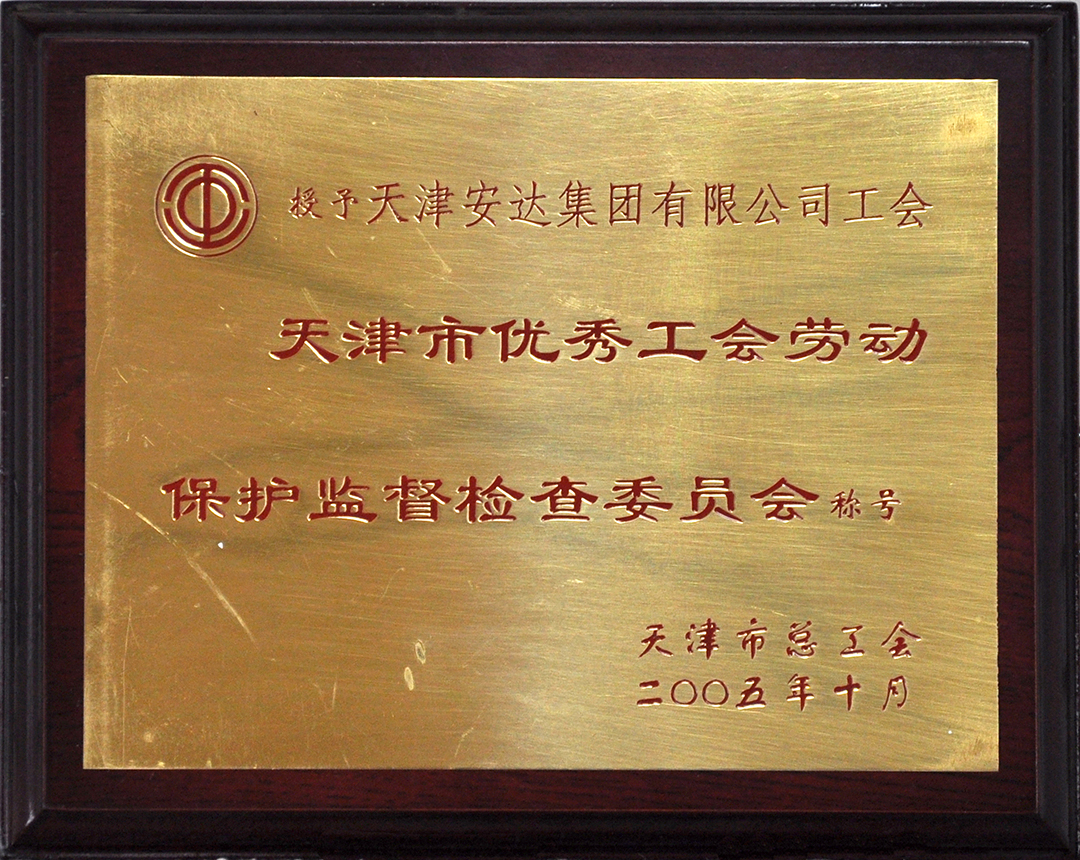 授予天津安达集团有限公司工会
天津市优秀工会劳动
保护监督检查委员会称号
天津市总工会
二〇〇五年十月